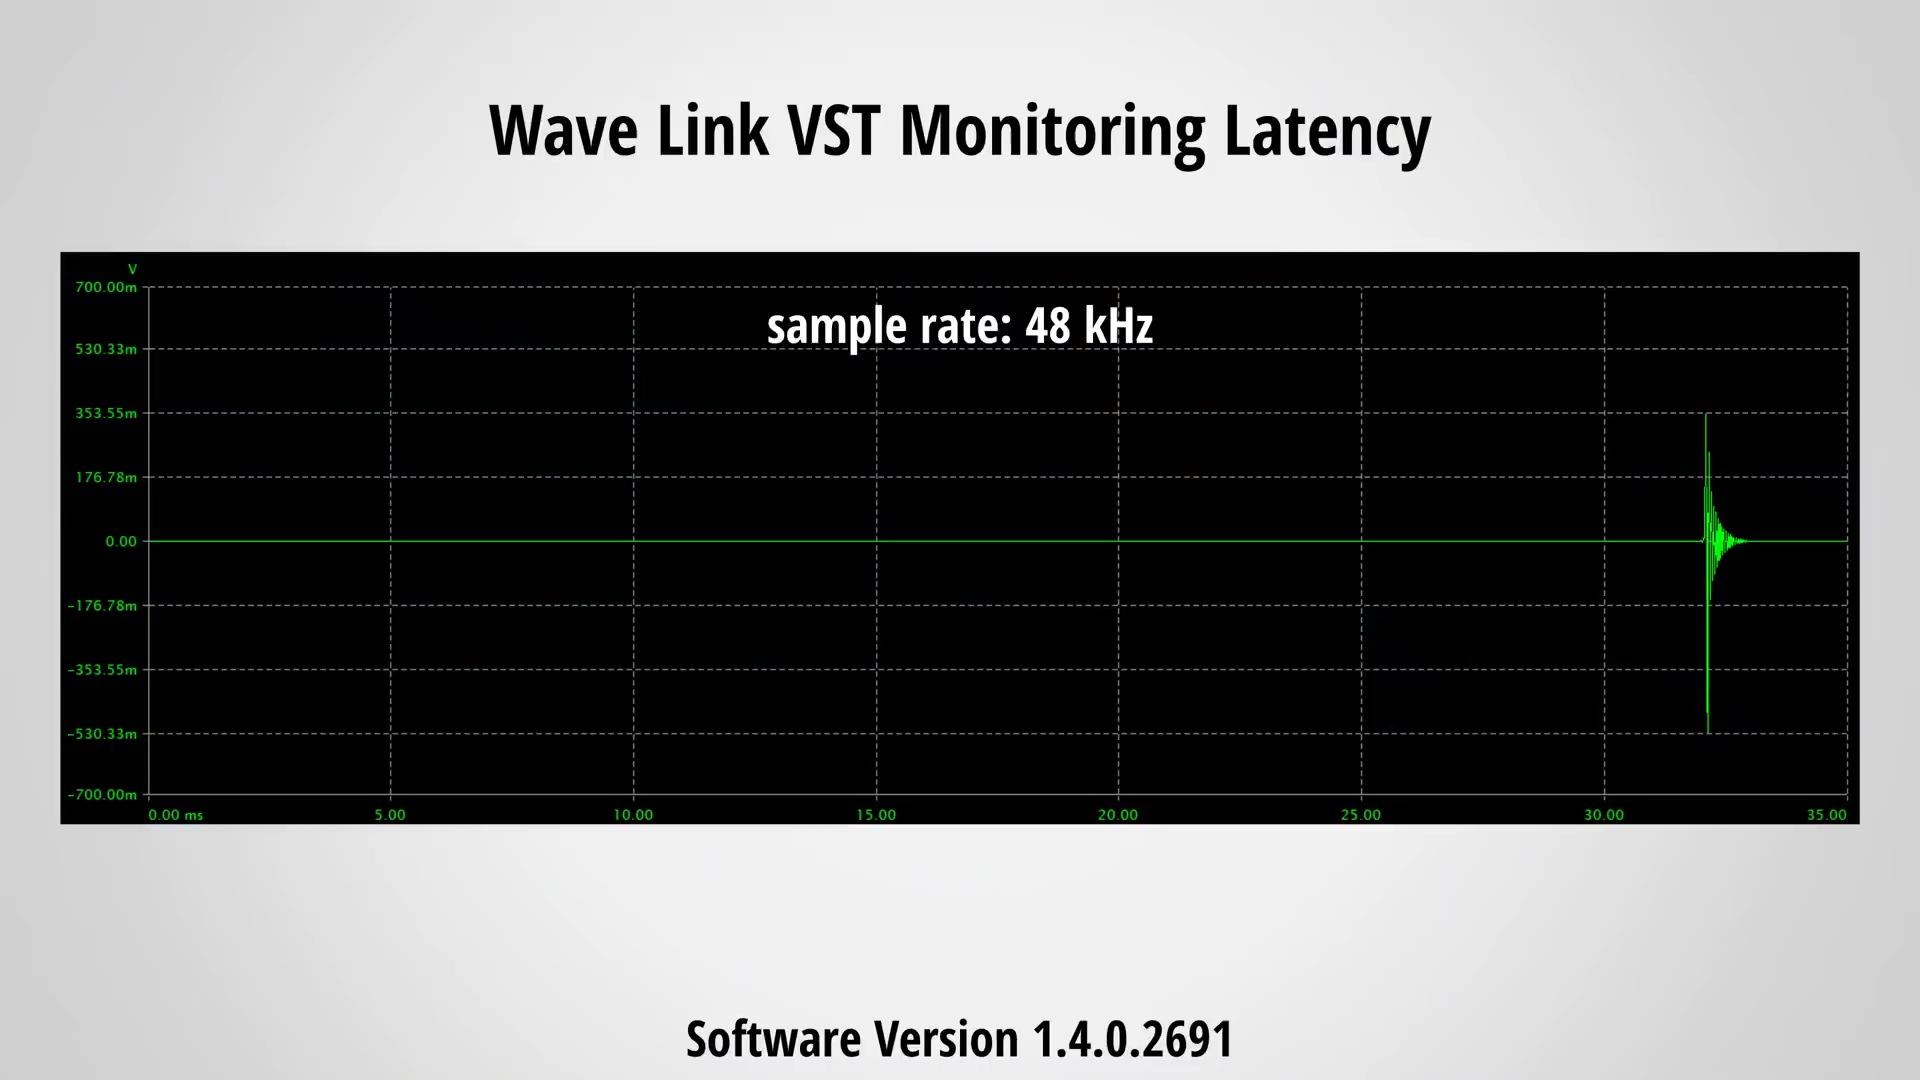 Wave Link VST Monitoring Latency
V
700.00m
sample rate: 48 kHz
530.33m
353.55m
176.78m
0.00
-176.78m
-353.55m
-530.33m
-700.00m
0.00 ms 5.00 10.00 15.00 20.00 25.00 30.00 35.00
Software Version 1.4.0.2691